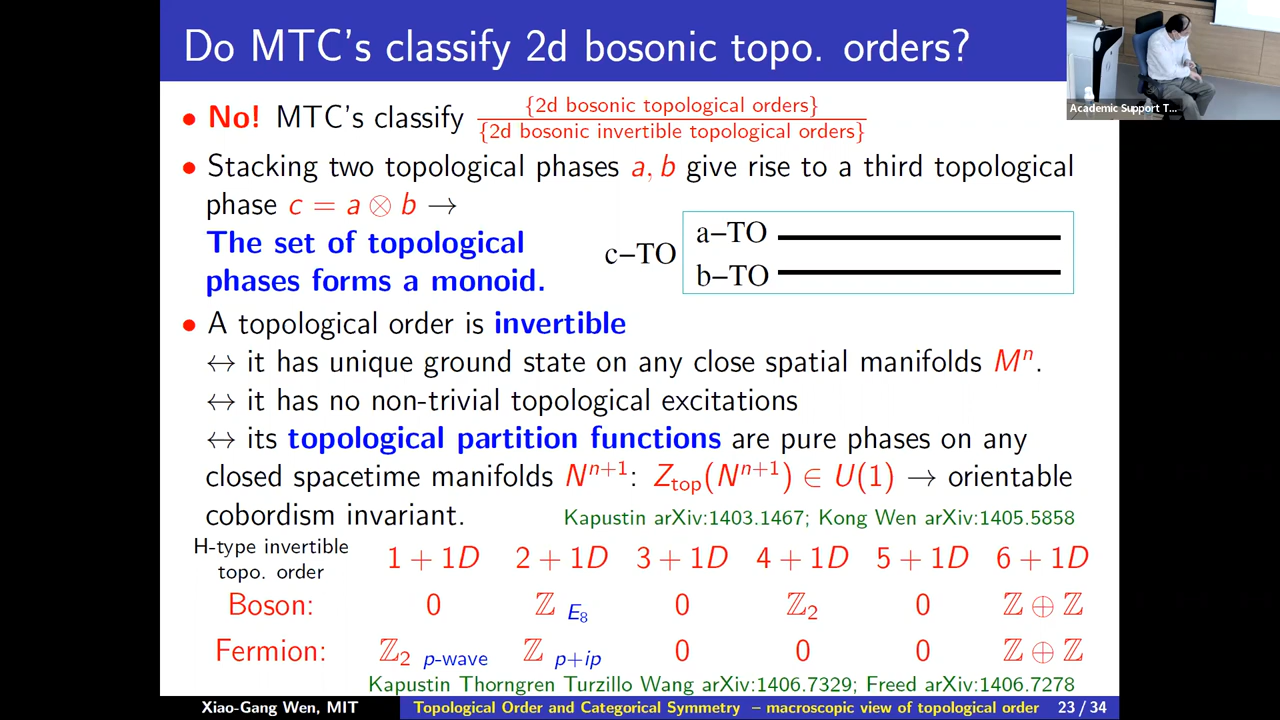 Do MTC's classify 2d bosonic topo. orders?
• No! MTC's classify {2d bosonic topological orders} / {2d bosonic invertible topological orders}
• Stacking two topological phases a, b give rise to a third topological
phase c = a ⊗ b →
The set of topological
phases forms a monoid.
c–TO
a–TO
b–TO
• A topological order is invertible
↔ it has unique ground state on any close spatial manifolds Mⁿ.
↔ it has no non-trivial topological excitations
↔ its topological partition functions are pure phases on any
closed spacetime manifolds Nⁿ⁺¹: Z_top(Nⁿ⁺¹) ∈ U(1) → orientable
cobordism invariant. Kapustin arXiv:1403.1467; Kong Wen arXiv:1405.5858
H-type invertible
topo. order 1 + 1D 2 + 1D 3 + 1D 4 + 1D 5 + 1D 6 + 1D
Boson: 0 ℤ E₈ 0 ℤ₂ 0 ℤ ⊕ ℤ
Fermion: ℤ₂ p-wave ℤ p+ip 0 0 0 ℤ ⊕ ℤ
Kapustin Thorngren Turzillo Wang arXiv:1406.7329; Freed arXiv:1406.7278
Xiao-Gang Wen, MIT Topological Order and Categorical Symmetry – macroscopic view of topological order 23 / 34
Academic Support T...